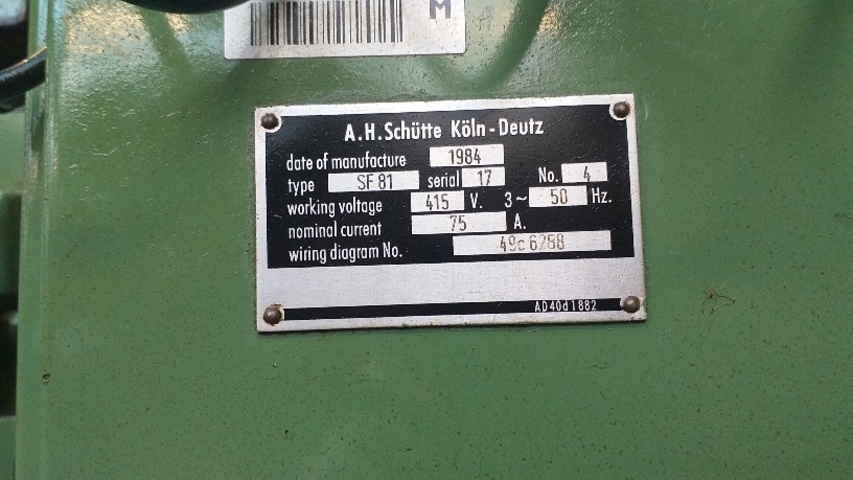 M
A.H.Schütte Köln-Deutz
date of manufacture 1984
type SF 81 serial 17 No. 4
working voltage 415 V. 3~ 50 Hz.
nominal current 75 A.
wiring diagram No. 49c6288
AD40d1882